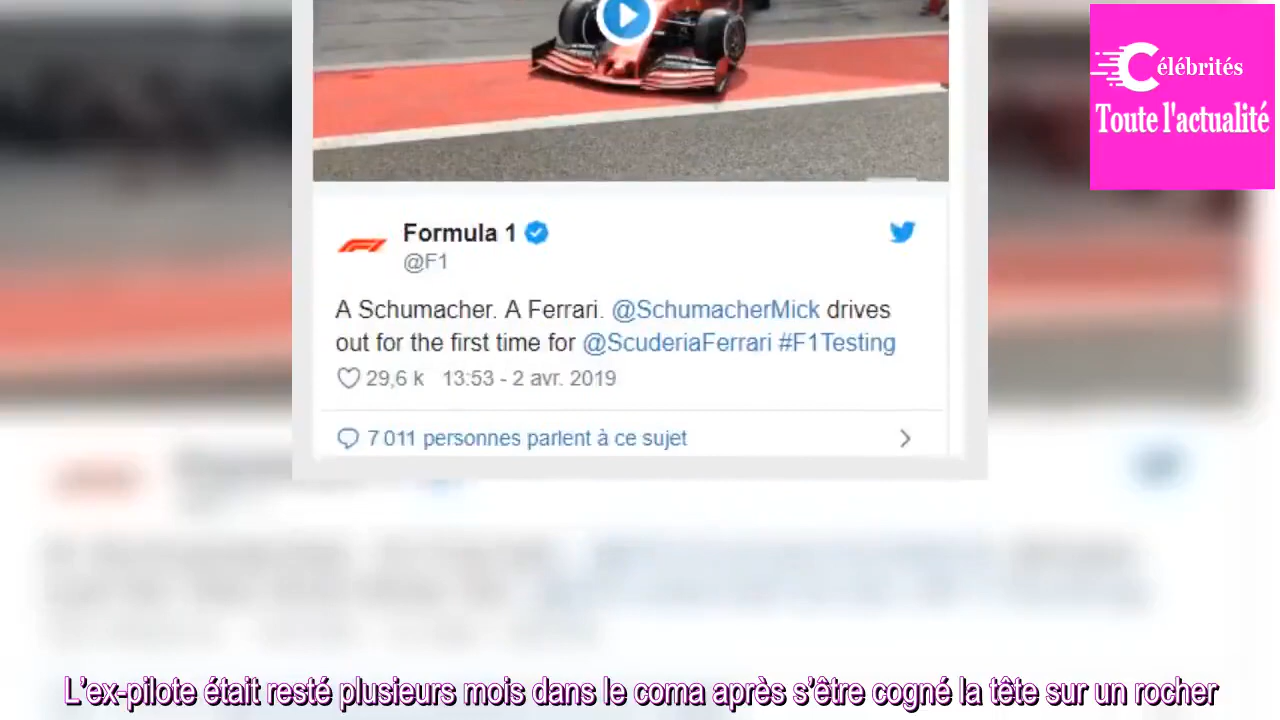 Célébrités
Toute l'actualité
Formula 1
@F1
A Schumacher. A Ferrari. @SchumacherMick drives
out for the first time for @ScuderiaFerrari #F1Testing
29,6 k 13:53 - 2 avr. 2019
7 011 personnes parlent à ce sujet
L'ex-pilote était resté plusieurs mois dans le coma après s'être cogné la tête sur un rocher